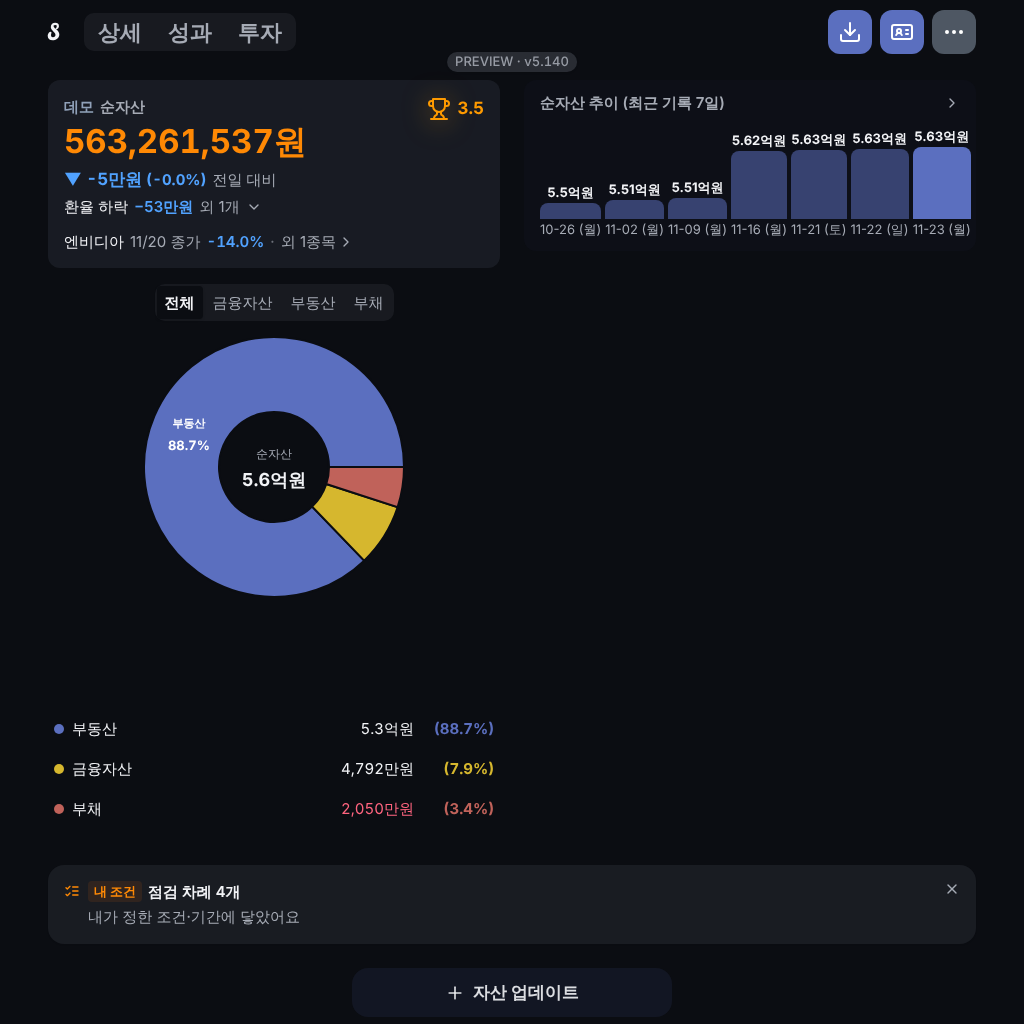 상세 성과 투자
PREVIEW · v5.140
데모 순자산
3.5
563,261,537원
▼ -5만원 (-0.0%) 전일 대비
환율 하락 −53만원 외 1개
엔비디아 11/20 종가 -14.0% · 외 1종목
순자산 추이 (최근 기록 7일)
5.5억원 5.51억원 5.51억원 5.62억원 5.63억원 5.63억원 5.63억원
10-26 (월) 11-02 (월) 11-09 (월) 11-16 (월) 11-21 (토) 11-22 (일) 11-23 (월)
전체 금융자산 부동산 부채
부동산
88.7%
순자산
5.6억원
부동산 5.3억원 (88.7%)
금융자산 4,792만원 (7.9%)
부채 2,050만원 (3.4%)
내 조건 점검 차례 4개
내가 정한 조건·기간에 닿았어요
자산 업데이트